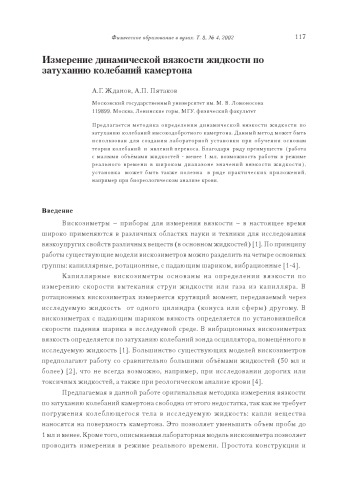 Физическое образование в вузах. Т 8, № 4, 2002
117
Измерение динамической вязкости жидкости по
затуханию колебаний камертона
А.Г. Жданов, А.П. Пятаков
Московский государственный университет им. М. В. Ломоносова
119899, Москва, Ленинские горы, МГУ, физический факультет
Предлагается методика определения динамической вязкости жидкости по
затуханию колебаний высокодобротного камертона. Данный метод может быть
использован для создания лабораторной установки при обучении основам
теории колебаний и явлений переноса. Благодаря ряду преимуществ (работа
с малыми объёмами жидкостей - менее 1 мл, возможность работы в режиме
реального времени в широком диапазоне значений вязкости жидкости),
установка может быть также полезна в ряде практических приложений,
например при биореологическом анализе крови.
Введение
Вискозиметры – приборы для измерения вязкости – в настоящее время
широко применяются в различных областях науки и техники для исследования
вязкоупругих свойств различных веществ (в основном жидкостей) [1]. По принципу
работы существующие модели вискозиметров можно разделить на четыре основных
группы: капиллярные, ротационные, с падающим шариком, вибрационные [1-4].
Капиллярные вискозиметры основаны на определении вязкости по
измерению скорости вытекания струи жидкости или газа из капилляра. В
ротационных вискозиметрах измеряется крутящий момент, передаваемый через
исследуемую жидкость от одного цилиндра (конуса или сферы) другому. В
вискозиметрах с падающим шариком вязкость определяется по установившейся
скорости падения шарика в исследуемой среде. В вибрационных вискозиметрах
вязкость определяется по затуханию колебаний зонда осциллятора, помещённого в
исследуемую жидкость [1]. Большинство существующих моделей вискозиметров
предполагают работу со сравнительно большими объёмами жидкостей (50 мл и
более) [2], что не всегда возможно, например, при исследовании дорогих или
токсичных жидкостей, а также при реологическом анализе крови [4].
Предлагаемая в данной работе оригинальная методика измерения вязкости
по затуханию колебаний камертона свободна от этого недостатка, так как не требует
погружения колеблющегося тела в исследуемую жидкость: капли вещества
наносятся на поверхность камертона. Это позволяет уменьшить объем пробы до
1 мл и менее. Кроме того, описываемая лабораторная модель вискозиметра позволяет
проводить измерения в режиме реального времени. Простота конструкции и